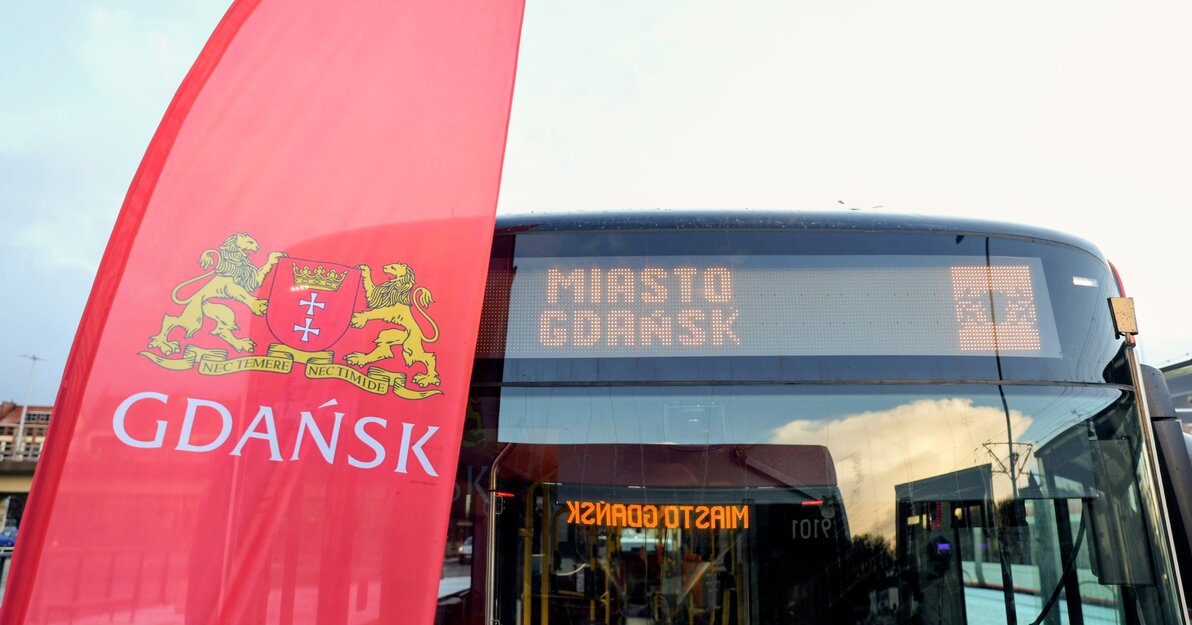 NEC TEMERE NEC TIMIDE
GDAŃSK
MIASTO
GDAŃSK
MIASTO GDAŃSK
9101